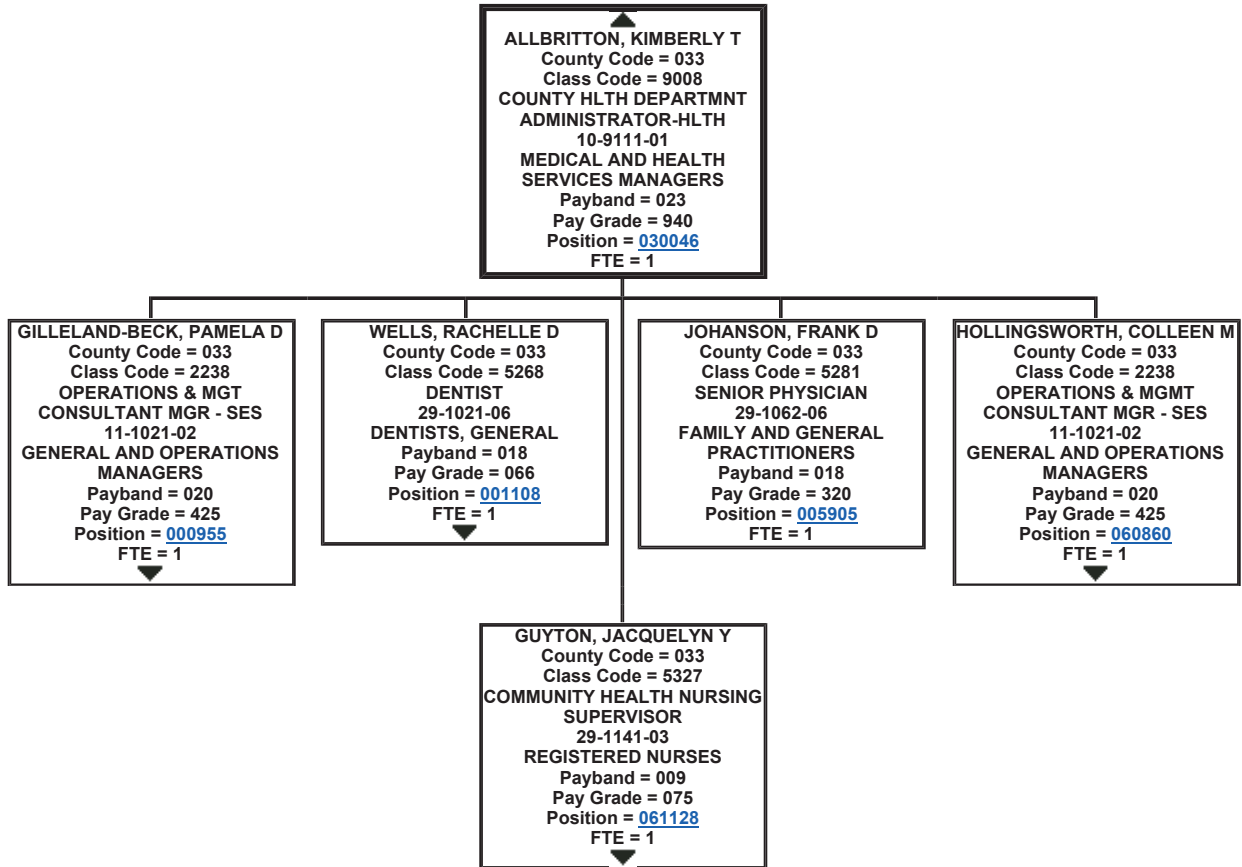 ALLBRITTON, KIMBERLY T
County Code = 033
Class Code = 9008
COUNTY HLTH DEPARTMNT
ADMINISTRATOR-HLTH
10-9111-01
MEDICAL AND HEALTH
SERVICES MANAGERS
Payband = 023
Pay Grade = 940
Position = 030046
FTE = 1
GILLELAND-BECK, PAMELA D
County Code = 033
Class Code = 2238
OPERATIONS & MGT
CONSULTANT MGR - SES
11-1021-02
GENERAL AND OPERATIONS
MANAGERS
Payband = 020
Pay Grade = 425
Position = 000955
FTE = 1
WELLS, RACHELLE D
County Code = 033
Class Code = 5268
DENTIST
29-1021-06
DENTISTS, GENERAL
Payband = 018
Pay Grade = 066
Position = 001108
FTE = 1
JOHANSON, FRANK D
County Code = 033
Class Code = 5281
SENIOR PHYSICIAN
29-1062-06
FAMILY AND GENERAL
PRACTITIONERS
Payband = 018
Pay Grade = 320
Position = 005905
FTE = 1
HOLLINGSWORTH, COLLEEN M
County Code = 033
Class Code = 2238
OPERATIONS & MGMT
CONSULTANT MGR - SES
11-1021-02
GENERAL AND OPERATIONS
MANAGERS
Payband = 020
Pay Grade = 425
Position = 060860
FTE = 1
GUYTON, JACQUELYN Y
County Code = 033
Class Code = 5327
COMMUNITY HEALTH NURSING
SUPERVISOR
29-1141-03
REGISTERED NURSES
Payband = 009
Pay Grade = 075
Position = 061128
FTE = 1